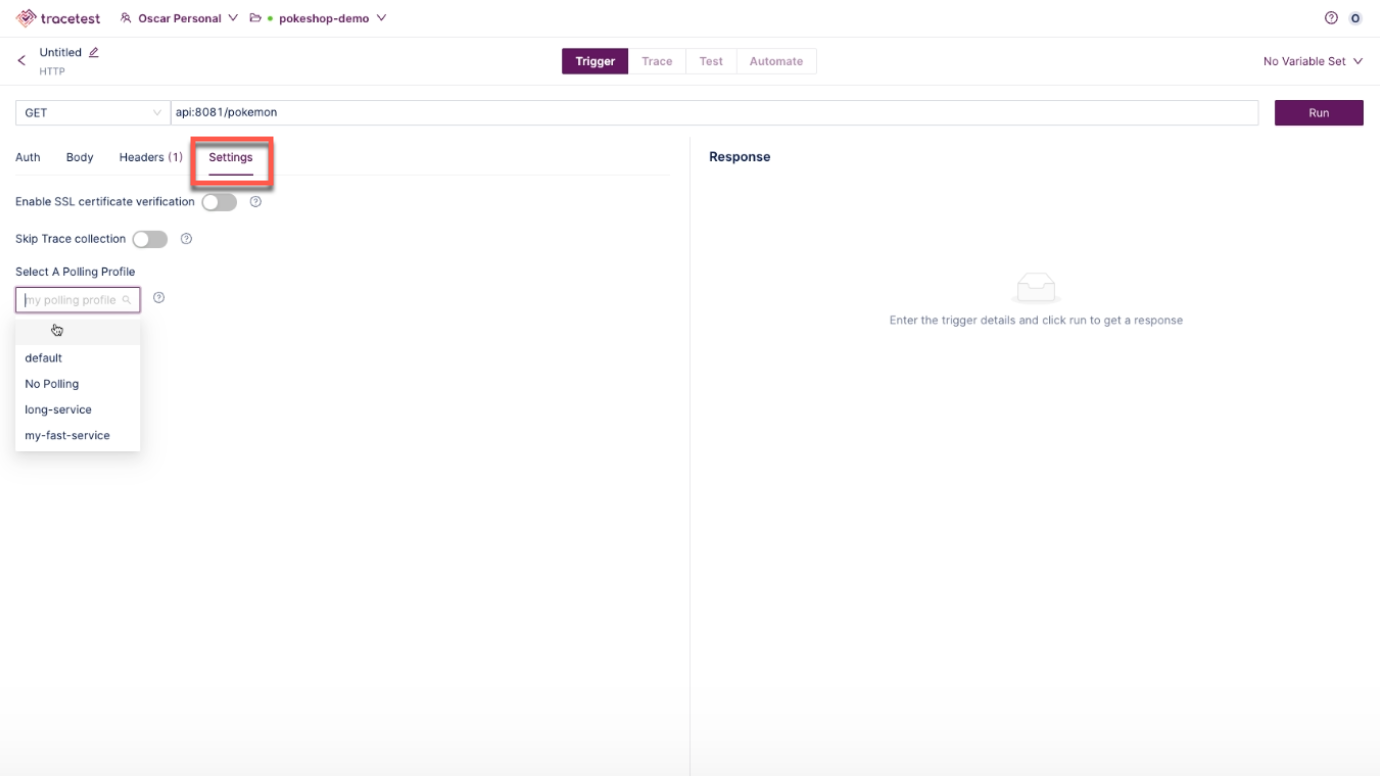 tracetest Oscar Personal pokeshop-demo O
Untitled
HTTP
Trigger Trace Test Automate
No Variable Set
GET api:8081/pokemon Run
Auth Body Headers (1) Settings
Response
Enable SSL certificate verification
Skip Trace collection
Select A Polling Profile
my polling profile
default
No Polling
long-service
my-fast-service
Enter the trigger details and click run to get a response